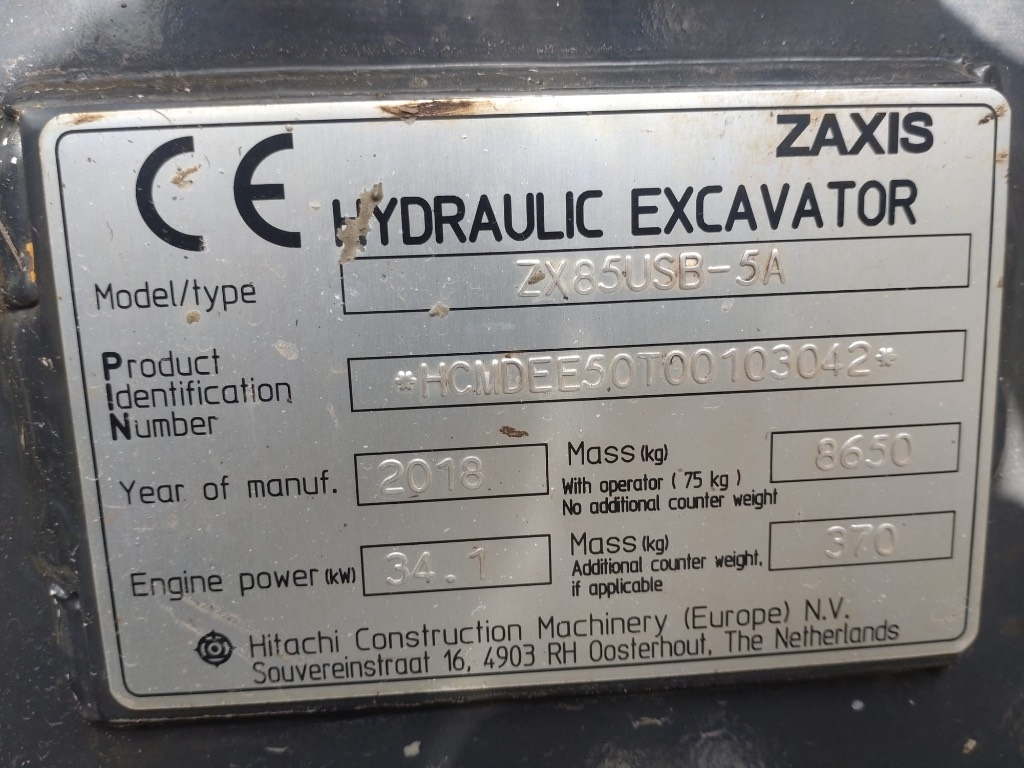 CE
ZAXIS
HYDRAULIC EXCAVATOR
Model/type ZX85USB-5A
Product
Identification
Number
*HCMDEE50T00103042*
Year of manuf. 2018
Mass (kg) 8650
With operator ( 75 kg )
No additional counter weight
Engine power (kW) 34.1
Mass (kg) 370
Additional counter weight,
if applicable
Hitachi Construction Machinery (Europe) N.V.
Souvereinstraat 16, 4903 RH Oosterhout, The Netherlands